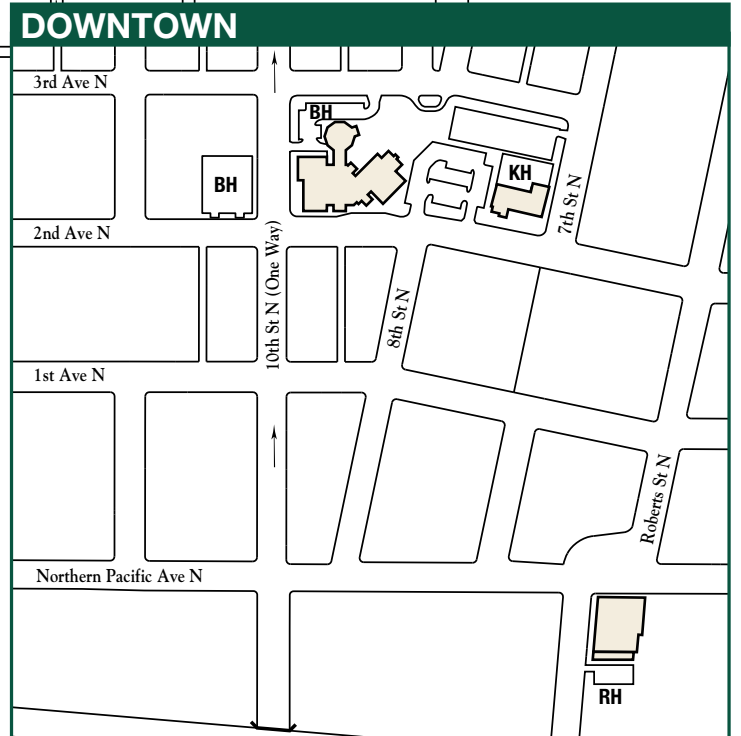 DOWNTOWN
3rd Ave N
BH
BH
KH
7th St N
2nd Ave N
10th St N (One Way)
8th St N
1st Ave N
Roberts St N
Northern Pacific Ave N
RH